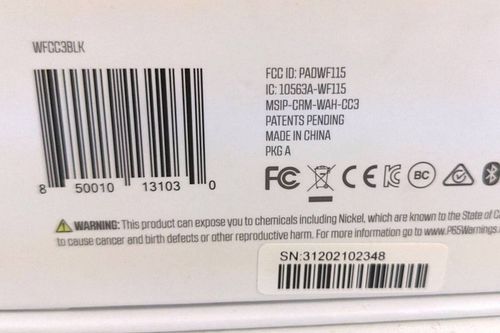 WFCC3BLK
FCC ID: PADWF115
IC: 10563A-WF115
MSIP-CRM-WAH-CC3
PATENTS PENDING
MADE IN CHINA
PKG A
8 50010 13103 0
FC CE BC
WARNING: This product can expose you to chemicals including Nickel, which are known to the State of
to cause cancer and birth defects or other reproductive harm. For more information go to www.P65Warnings.
SN:31202102348